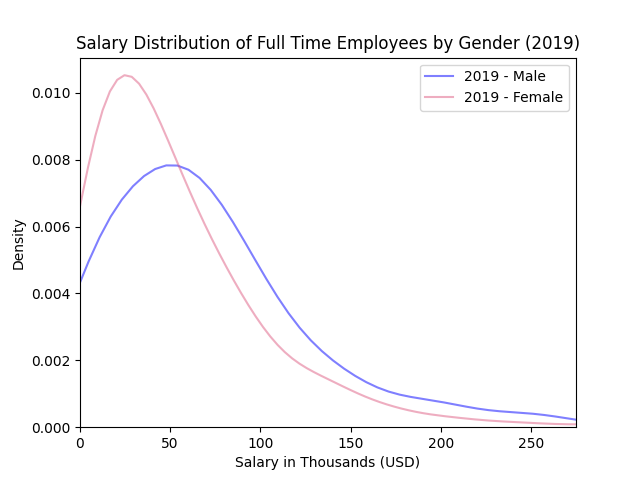 Salary Distribution of Full Time Employees by Gender (2019)
2019 - Male
2019 - Female
0.010
0.008
0.006
0.004
0.002
0.000
Density
0 50 100 150 200 250
Salary in Thousands (USD)